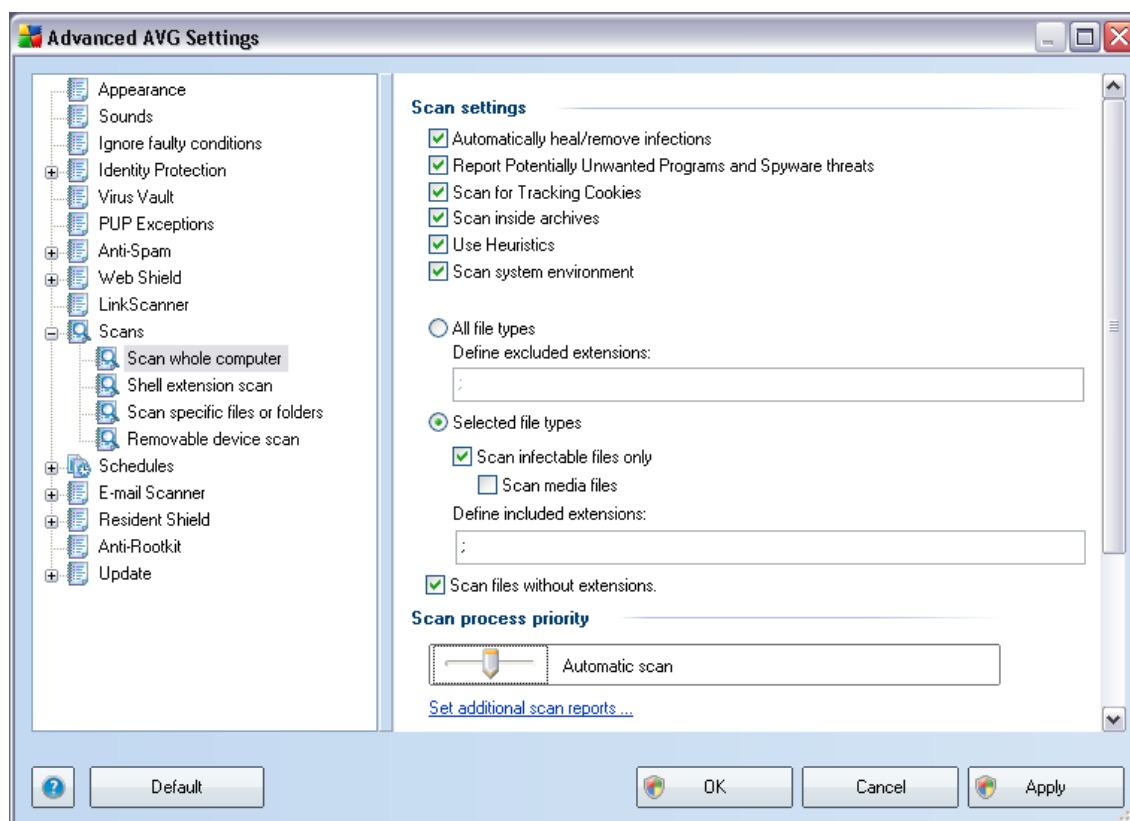 Advanced AVG Settings
Appearance
Sounds
Ignore faulty conditions
Identity Protection
Virus Vault
PUP Exceptions
Anti-Spam
Web Shield
LinkScanner
Scans
Scan whole computer
Shell extension scan
Scan specific files or folders
Removable device scan
Schedules
E-mail Scanner
Resident Shield
Anti-Rootkit
Update
Scan settings
Automatically heal/remove infections
Report Potentially Unwanted Programs and Spyware threats
Scan for Tracking Cookies
Scan inside archives
Use Heuristics
Scan system environment
All file types
Define excluded extensions:
;
Selected file types
Scan infectable files only
Scan media files
Define included extensions:
;
Scan files without extensions.
Scan process priority
Automatic scan
Set additional scan reports ...
?
Default
OK
Cancel
Apply